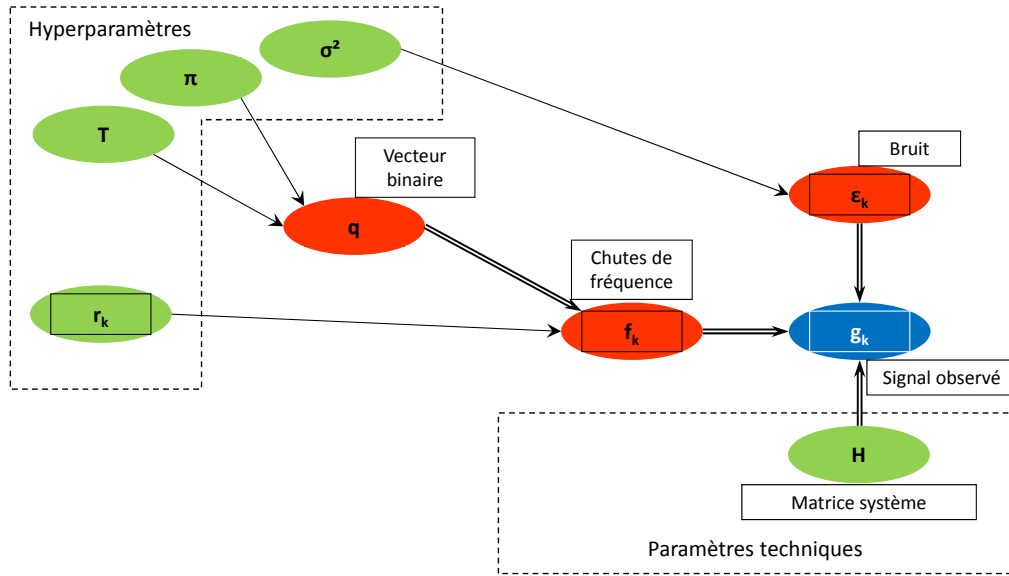 Hyperparamètres
σ²
π
T
Vecteur
binaire
Bruit
εk
q
Chutes de
fréquence
rk
fk
gk
Signal observé
H
Matrice système
Paramètres techniques